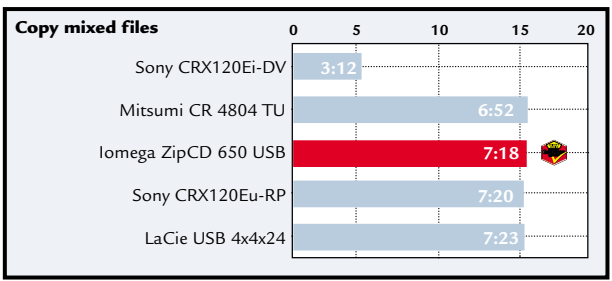 Copy mixed files
0 5 10 15 20
Sony CRX120Ei-DV 3:12
Mitsumi CR 4804 TU 6:52
Iomega ZipCD 650 USB 7:18
Sony CRX120Eu-RP 7:20
LaCie USB 4x4x24 7:23